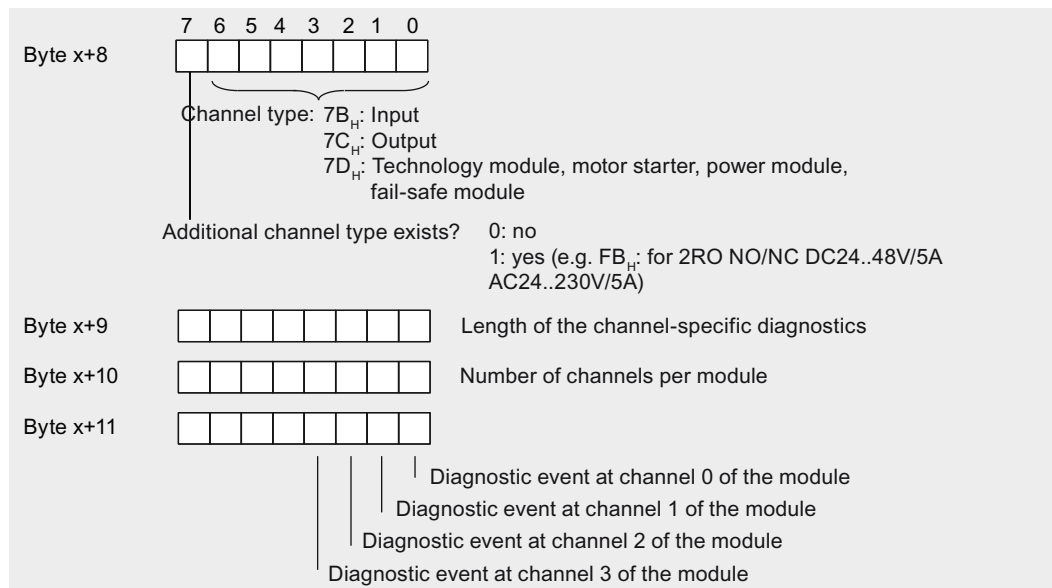 7 6 5 4 3 2 1 0
Byte x+8
Channel type: 7BH: Input
7CH: Output
7DH: Technology module, motor starter, power module,
fail-safe module
Additional channel type exists? 0: no
1: yes (e.g. FBH: for 2RO NO/NC DC24..48V/5A
AC24..230V/5A)
Byte x+9 Length of the channel-specific diagnostics
Byte x+10 Number of channels per module
Byte x+11
Diagnostic event at channel 0 of the module
Diagnostic event at channel 1 of the module
Diagnostic event at channel 2 of the module
Diagnostic event at channel 3 of the module